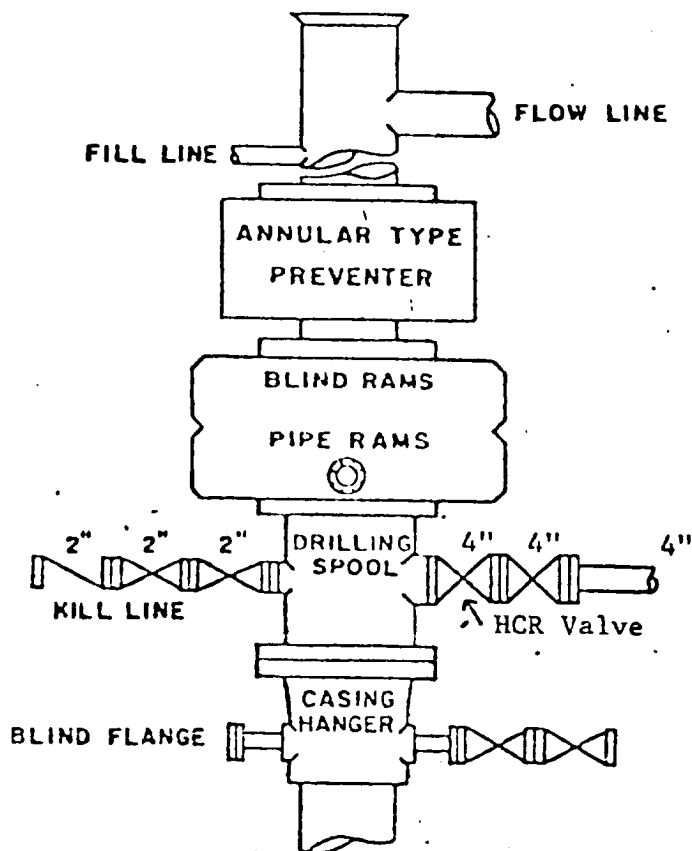 FLOW LINE
FILL LINE
ANNULAR TYPE
PREVENTER
BLIND RAMS
PIPE RAMS
2" 2" 2" DRILLING 4" 4" 4"
SPOOL
KILL LINE
HCR Valve
CASING
HANGER
BLIND FLANGE